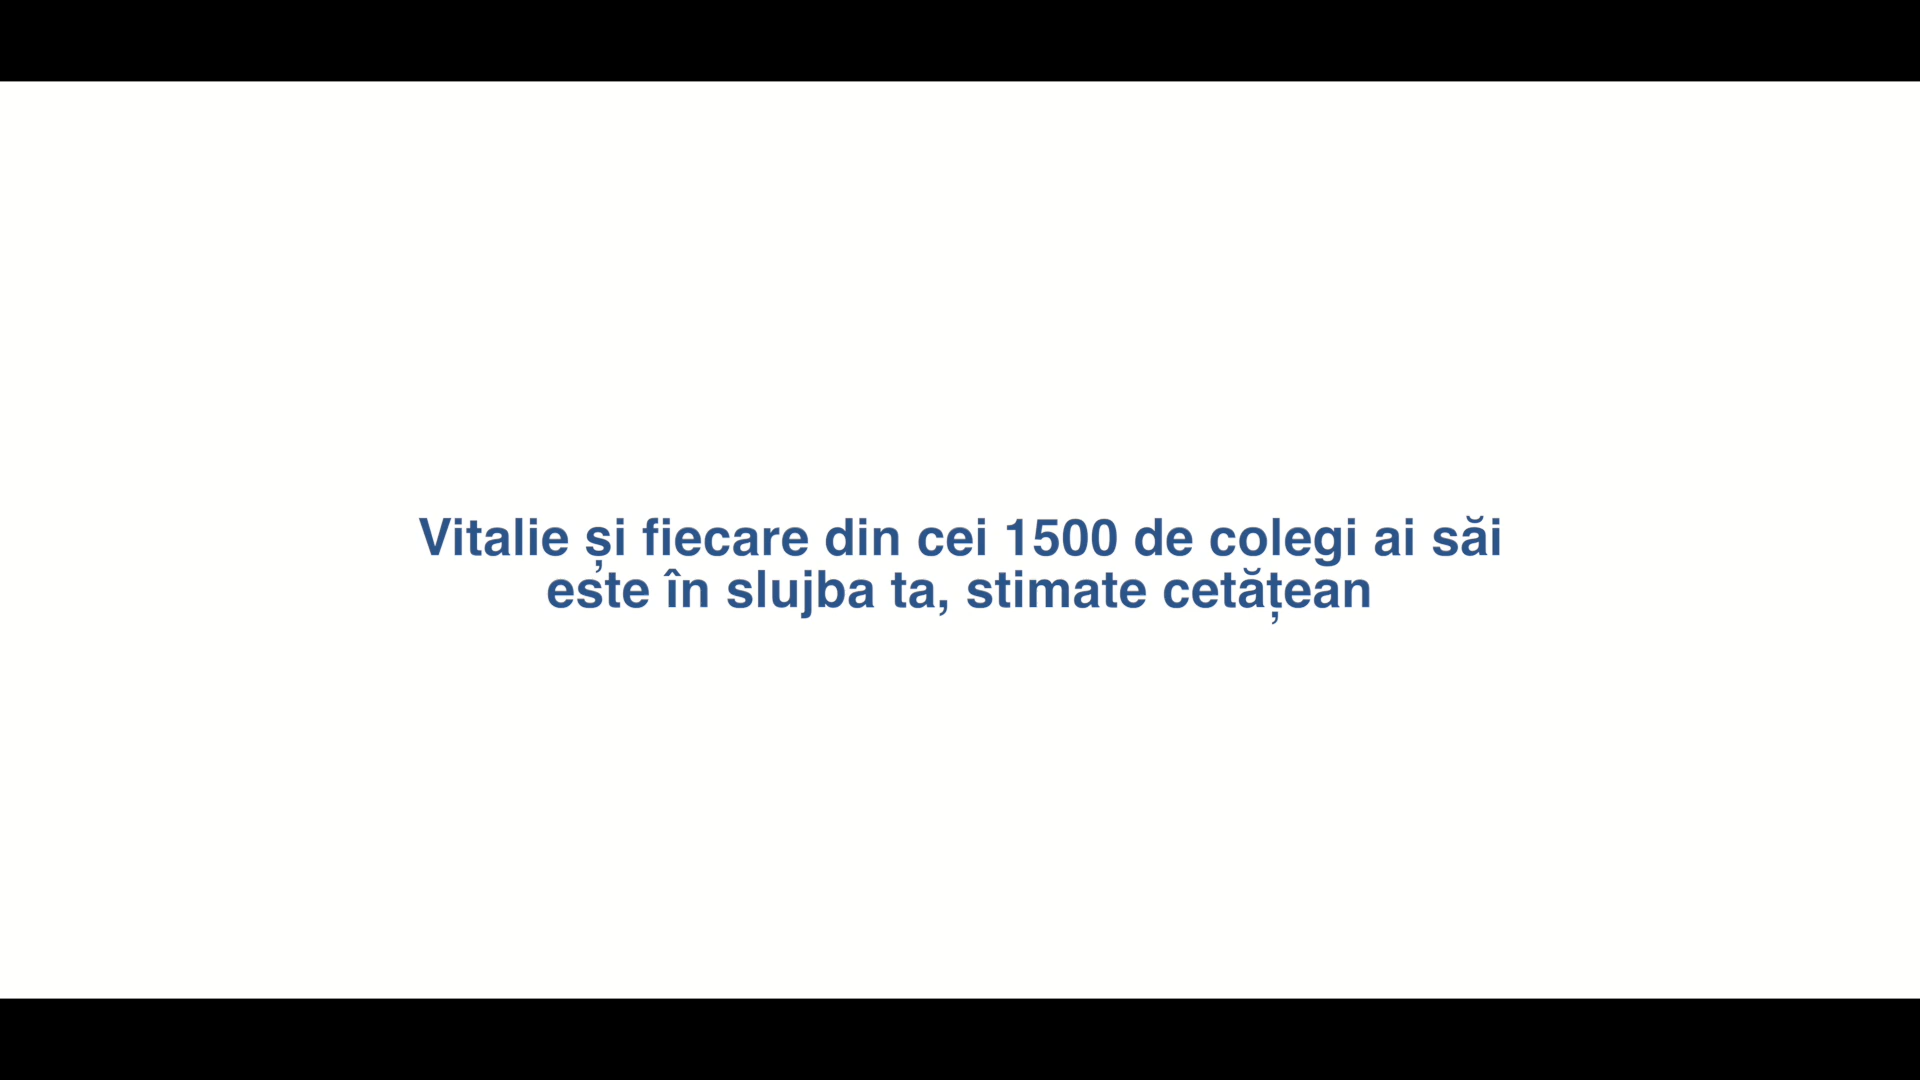 Vitalie și fiecare din cei 1500 de colegi ai săi
este în slujba ta, stimate cetățean